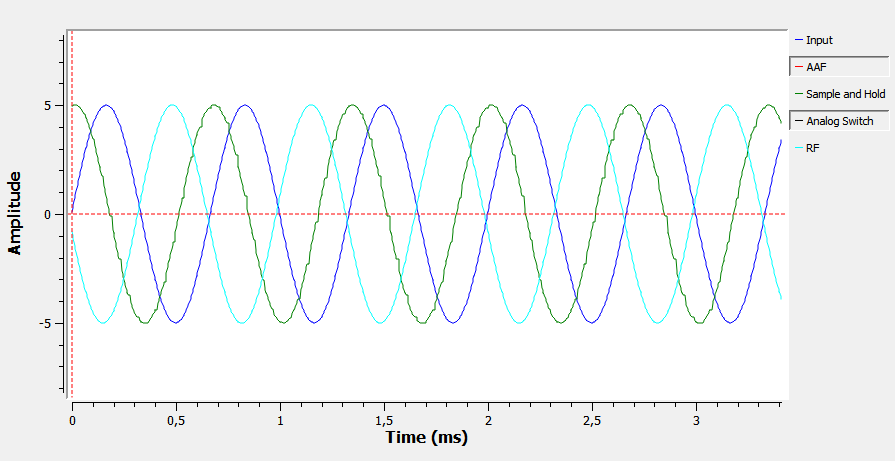 Input
AAF
Sample and Hold
Analog Switch
RF
Amplitude
5
0
-5
0
0,5
1
1,5
2
2,5
3
Time (ms)